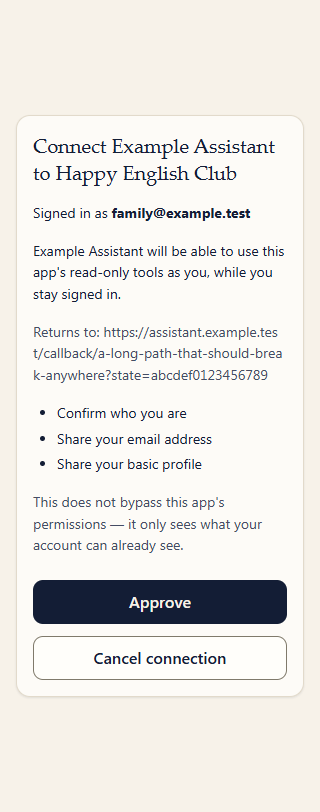 Connect Example Assistant
to Happy English Club
Signed in as family@example.test
Example Assistant will be able to use this
app's read-only tools as you, while you
stay signed in.
Returns to: https://assistant.example.tes
t/callback/a-long-path-that-should-brea
k-anywhere?state=abcdef0123456789
• Confirm who you are
• Share your email address
• Share your basic profile
This does not bypass this app's
permissions — it only sees what your
account can already see.
Approve
Cancel connection